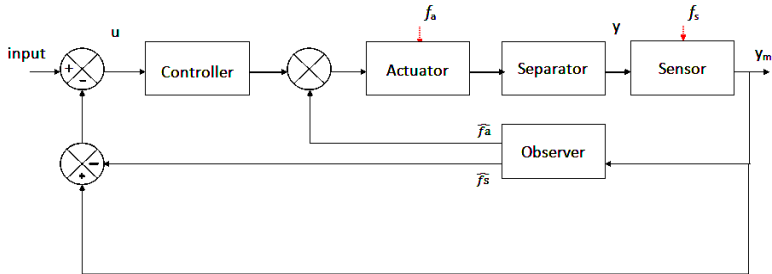 input
u
+
-
Controller
fₐ
Actuator
Separator
y
fₛ
Sensor
yₘ
f̂a
f̂s
Observer
-
+